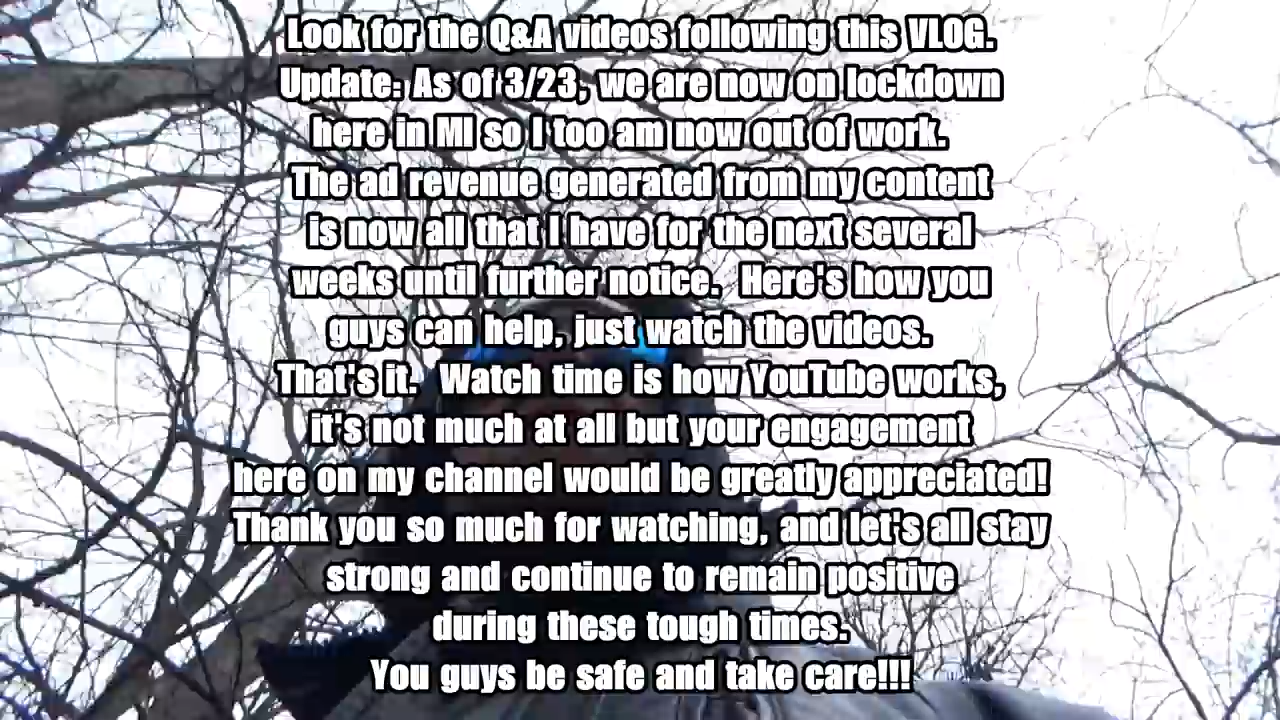 Look for the Q&A videos following this VLOG.
Update: As of 3/23, we are now on lockdown
here in MI so I too am now out of work.
The ad revenue generated from my content
is now all that I have for the next several
weeks until further notice. Here's how you
guys can help, just watch the videos.
That's it. Watch time is how YouTube works,
it's not much at all but your engagement
here on my channel would be greatly appreciated!
Thank you so much for watching, and let's all stay
strong and continue to remain positive
during these tough times.
You guys be safe and take care!!!